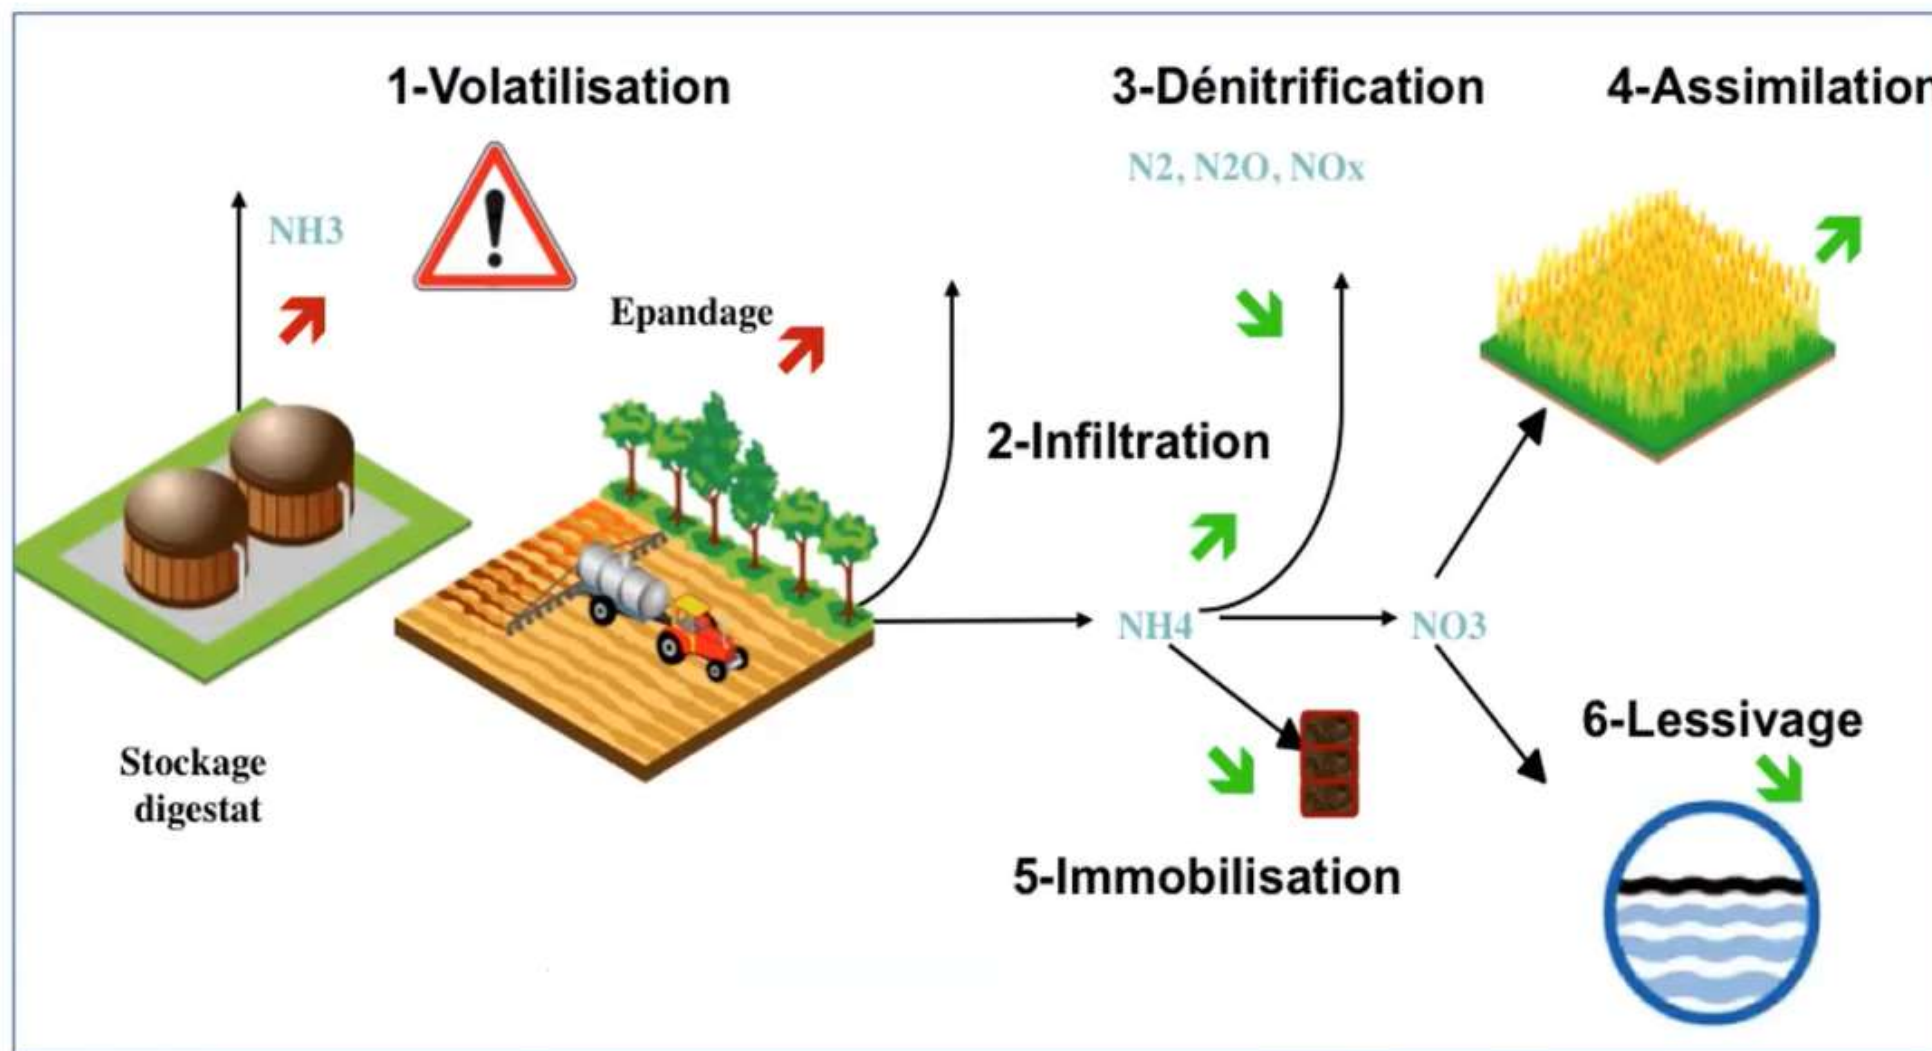 1-Volatilisation
3-Dénitrification
4-Assimilation
N2, N2O, NOx
NH3
Epandage
2-Infiltration
NH4
NO3
6-Lessivage
Stockage
digestat
5-Immobilisation